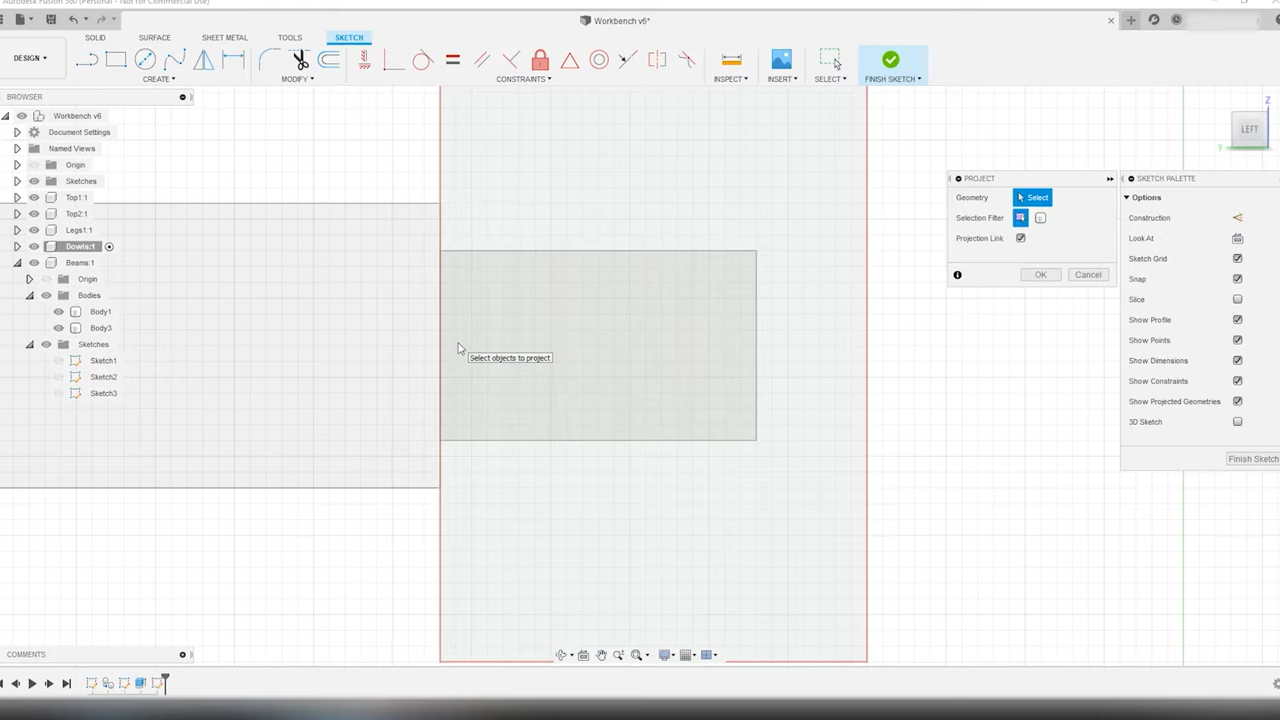 Autodesk Fusion 360 (Personal - Not for Commercial Use)
Workbench v6*
SOLID SURFACE SHEET METAL TOOLS SKETCH
DESIGN
CREATE MODIFY CONSTRAINTS INSPECT INSERT SELECT FINISH SKETCH
BROWSER
Workbench v6
Document Settings
Named Views
Origin
Sketches
Top1:1
Top2:1
Legs1:1
Dowls:1
Beams:1
Origin
Bodies
Body1
Body3
Sketches
Sketch1
Sketch2
Sketch3
Select objects to project
Z
LEFT
Y
PROJECT
Geometry Select
Selection Filter
Projection Link
OK Cancel
SKETCH PALETTE
Options
Construction
Look At
Sketch Grid
Snap
Slice
Show Profile
Show Points
Show Dimensions
Show Constraints
Show Projected Geometries
3D Sketch
Finish Sketch
COMMENTS